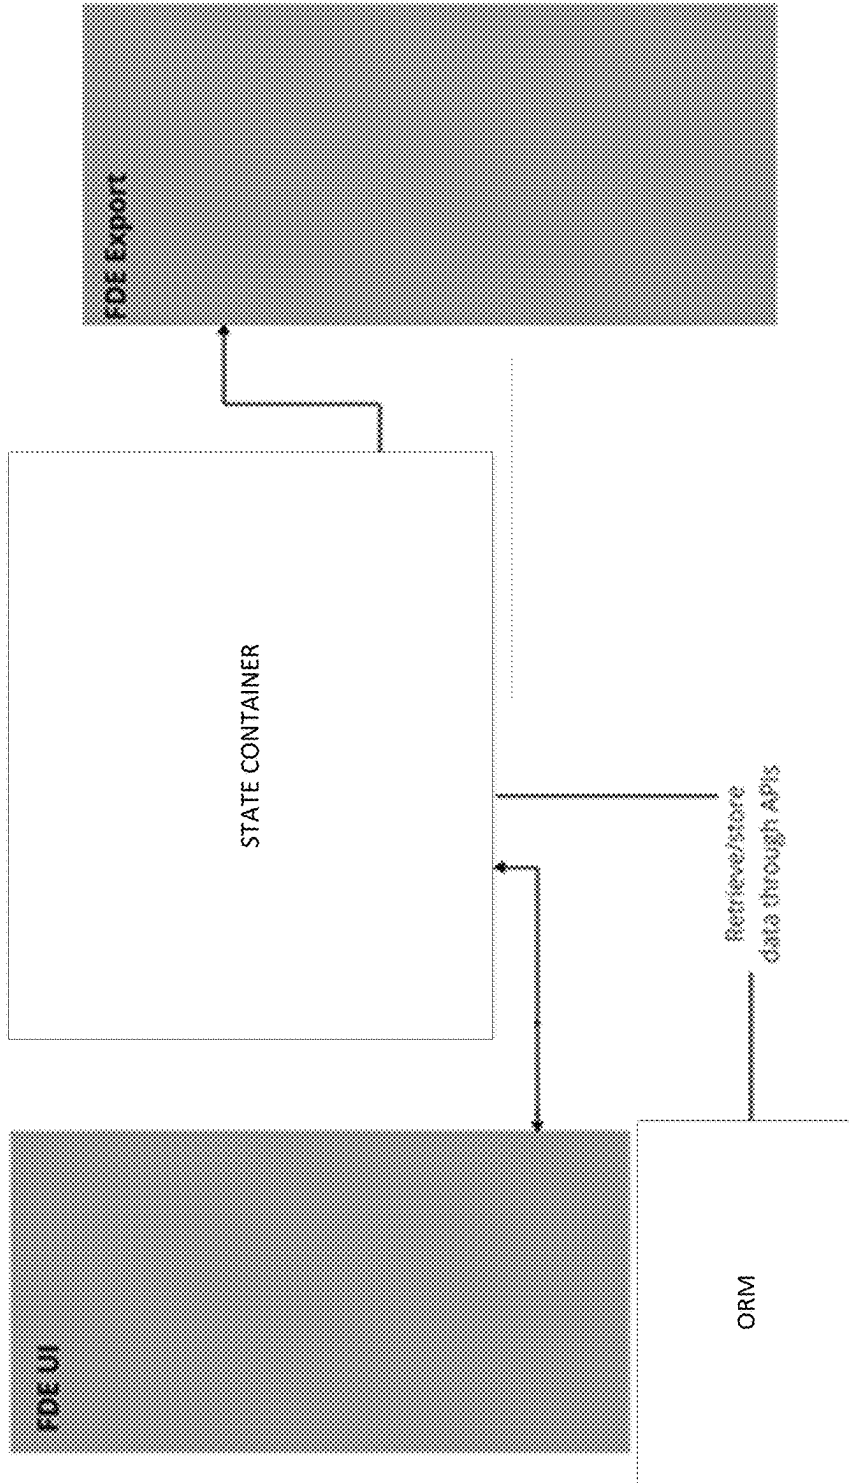 FDE UI
STATE CONTAINER
FDE Export
ORM
Retrieve/store
data through APIs